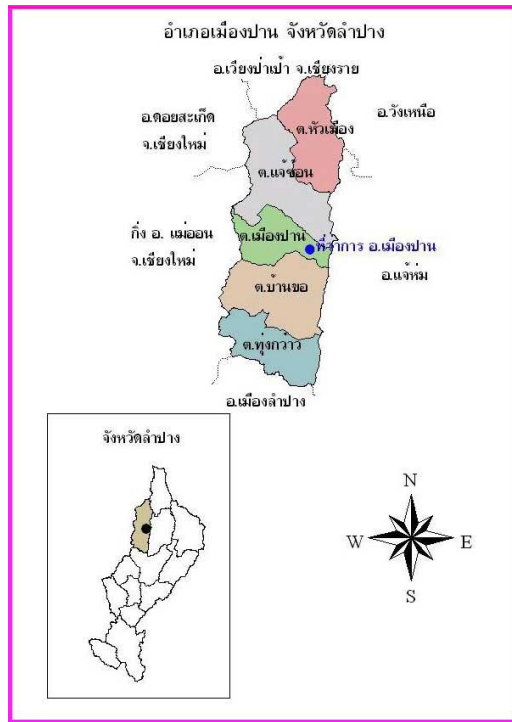 อำเภอเมืองปาน จังหวัดลำปาง
อ.เวียงป่าเป้า จ.เชียงราย
อ.ดอยสะเก็ด
จ.เชียงใหม่
อ.วังเหนือ
ต.หัวเมือง
ต.แจ้ซ้อน
กิ่ง อ. แม่ออน
จ.เชียงใหม่
ต.เมืองปาน
ที่ว่าการ อ.เมืองปาน
อ.แจ้ห่ม
ต.บ้านขอ
ต.ทุ่งกว๋าว
อ.เมืองลำปาง
จังหวัดลำปาง
N
W
E
S